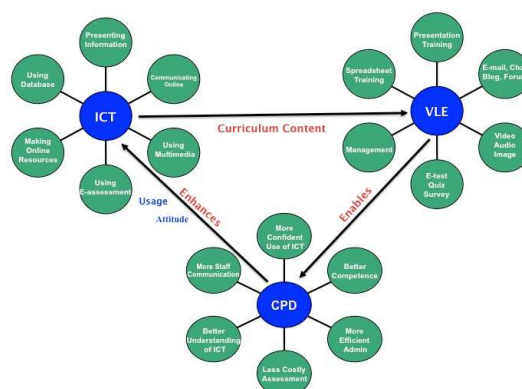 Presenting
Information
Using
Database
Communicating
Online
ICT
Making
Online
Resources
Using
Multimedia
Using
E-assessment
Curriculum Content
Presentation
Training
Spreadsheet
Training
E-mail, Chat
Blog, Forum
VLE
Management
Video
Audio
Image
E-test
Quiz
Survey
Usage
Attitude
Enhances
Enables
More
Confident
Use of ICT
More Staff
Communication
Better
Competence
CPD
Better
Understanding
of ICT
More
Efficient
Admin
Less Costly
Assessment